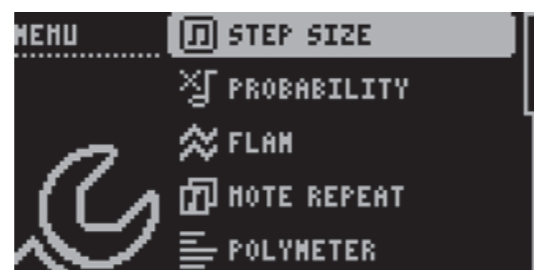 MENU
STEP SIZE
PROBABILITY
FLAM
NOTE REPEAT
POLYMETER